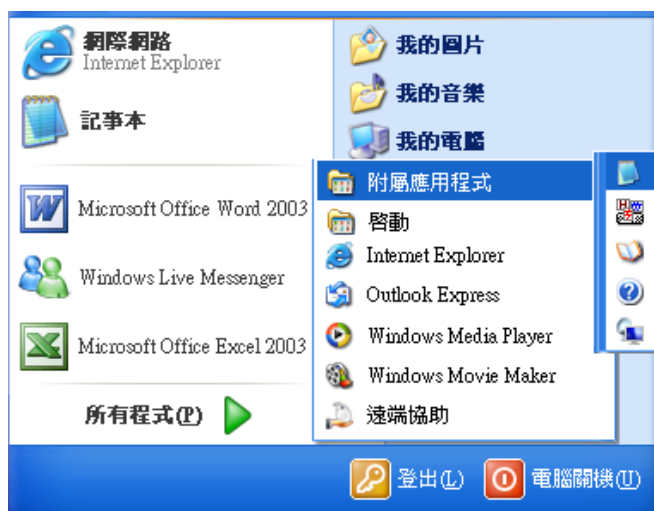 網際網路
Internet Explorer
記事本
Microsoft Office Word 2003
Windows Live Messenger
Microsoft Office Excel 2003
所有程式(P)
我的圖片
我的音樂
我的電腦
附屬應用程式
啟動
Internet Explorer
Outlook Express
Windows Media Player
Windows Movie Maker
遠端協助
登出(L)
電腦關機(U)